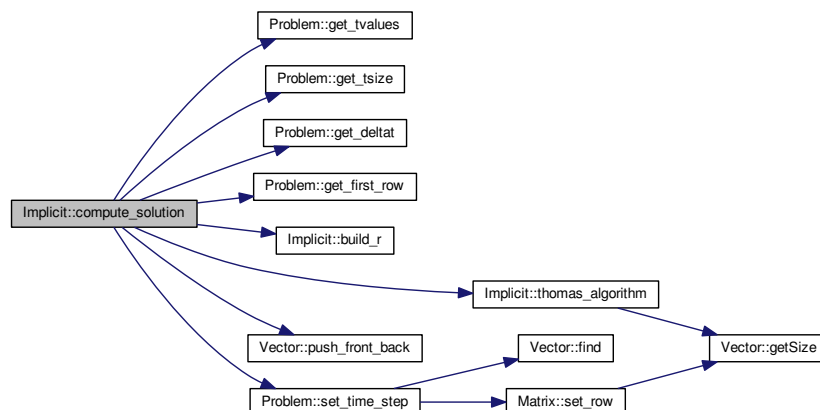 Problem::get_tvalues
Problem::get_tsize
Problem::get_deltat
Problem::get_first_row
Implicit::compute_solution
Implicit::build_r
Implicit::thomas_algorithm
Vector::push_front_back
Vector::find
Vector::getSize
Problem::set_time_step
Matrix::set_row